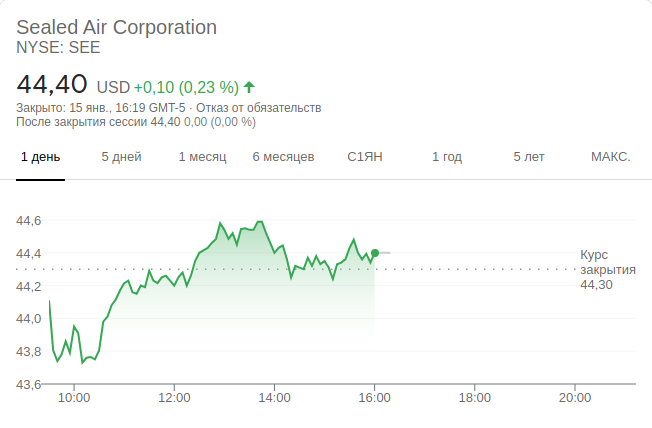 Sealed Air Corporation
NYSE: SEE
44,40 USD +0,10 (0,23 %)
Закрыто: 15 янв., 16:19 GMT-5 · Отказ от обязательств
После закрытия сессии 44,40 0,00 (0,00 %)
1 день 5 дней 1 месяц 6 месяцев С1ЯН 1 год 5 лет МАКС.
44,6
44,4
44,2
44,0
43,8
43,6
Курс
закрытия
44,30
10:00 12:00 14:00 16:00 18:00 20:00